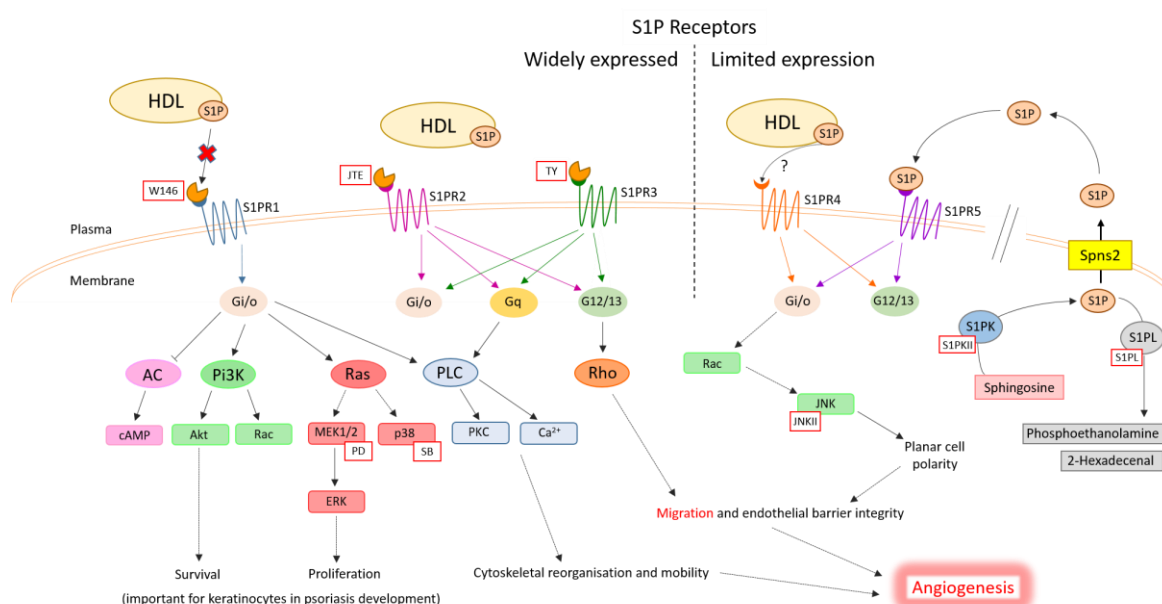 S1P Receptors
Widely expressed
Limited expression
HDL
S1P
HDL
S1P
HDL
S1P
S1P
S1P
S1P
?
W146
JTE
TY
S1PR1
S1PR2
S1PR3
S1PR4
S1PR5
Plasma
Membrane
Spns2
Gi/o
Gi/o
Gq
G12/13
Gi/o
G12/13
S1P
S1PK
S1PKII
S1PL
S1PL
Sphingosine
AC
Pi3K
Ras
PLC
Rho
Rac
JNK
JNKII
cAMP
Akt
Rac
MEK1/2
PD
p38
SB
PKC
Ca²⁺
Planar cell
polarity
Phosphoethanolamine
2-Hexadecenal
ERK
Migration and endothelial barrier integrity
Survival
Proliferation
Cytoskeletal reorganisation and mobility
Angiogenesis
(important for keratinocytes in psoriasis development)